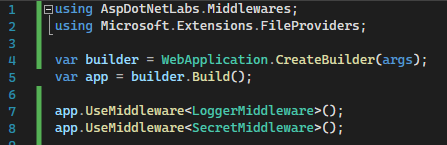 1 using AspDotNetLabs.Middlewares;
2 using Microsoft.Extensions.FileProviders;
3
4 var builder = WebApplication.CreateBuilder(args);
5 var app = builder.Build();
6
7 app.UseMiddleware<LoggerMiddleware>();
8 app.UseMiddleware<SecretMiddleware>();